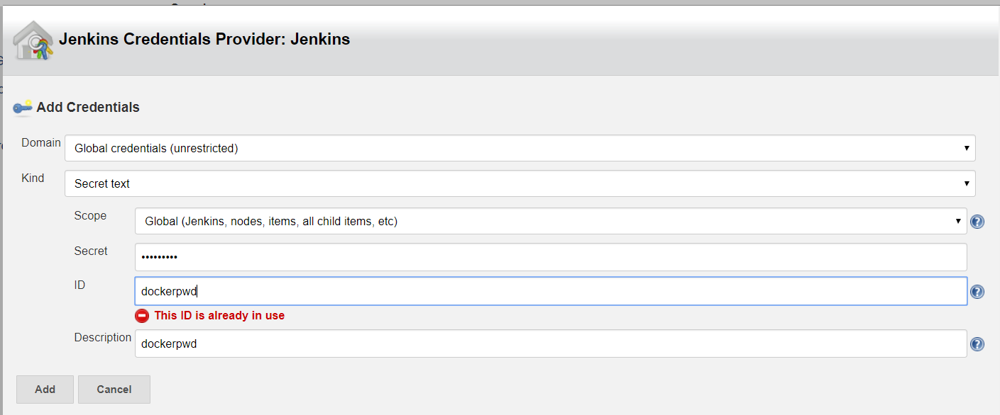 Jenkins Credentials Provider: Jenkins
Add Credentials
Domain Global credentials (unrestricted)
Kind Secret text
Scope Global (Jenkins, nodes, items, all child items, etc)
Secret •••••••••
ID dockerpwd
This ID is already in use
Description dockerpwd
Add Cancel